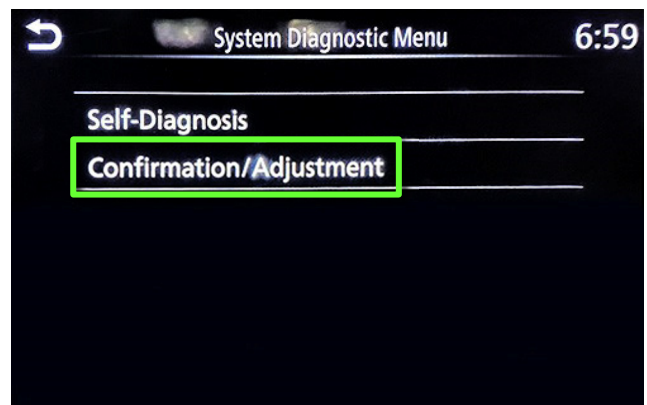 System Diagnostic Menu 6:59
Self-Diagnosis
Confirmation/Adjustment